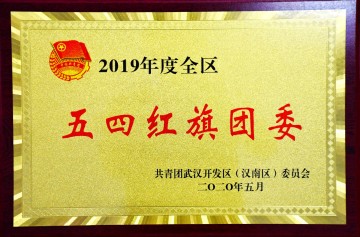 2019年度全区
五四红旗团委
共青团武汉开发区（汉南区）委员会
二〇二〇年五月